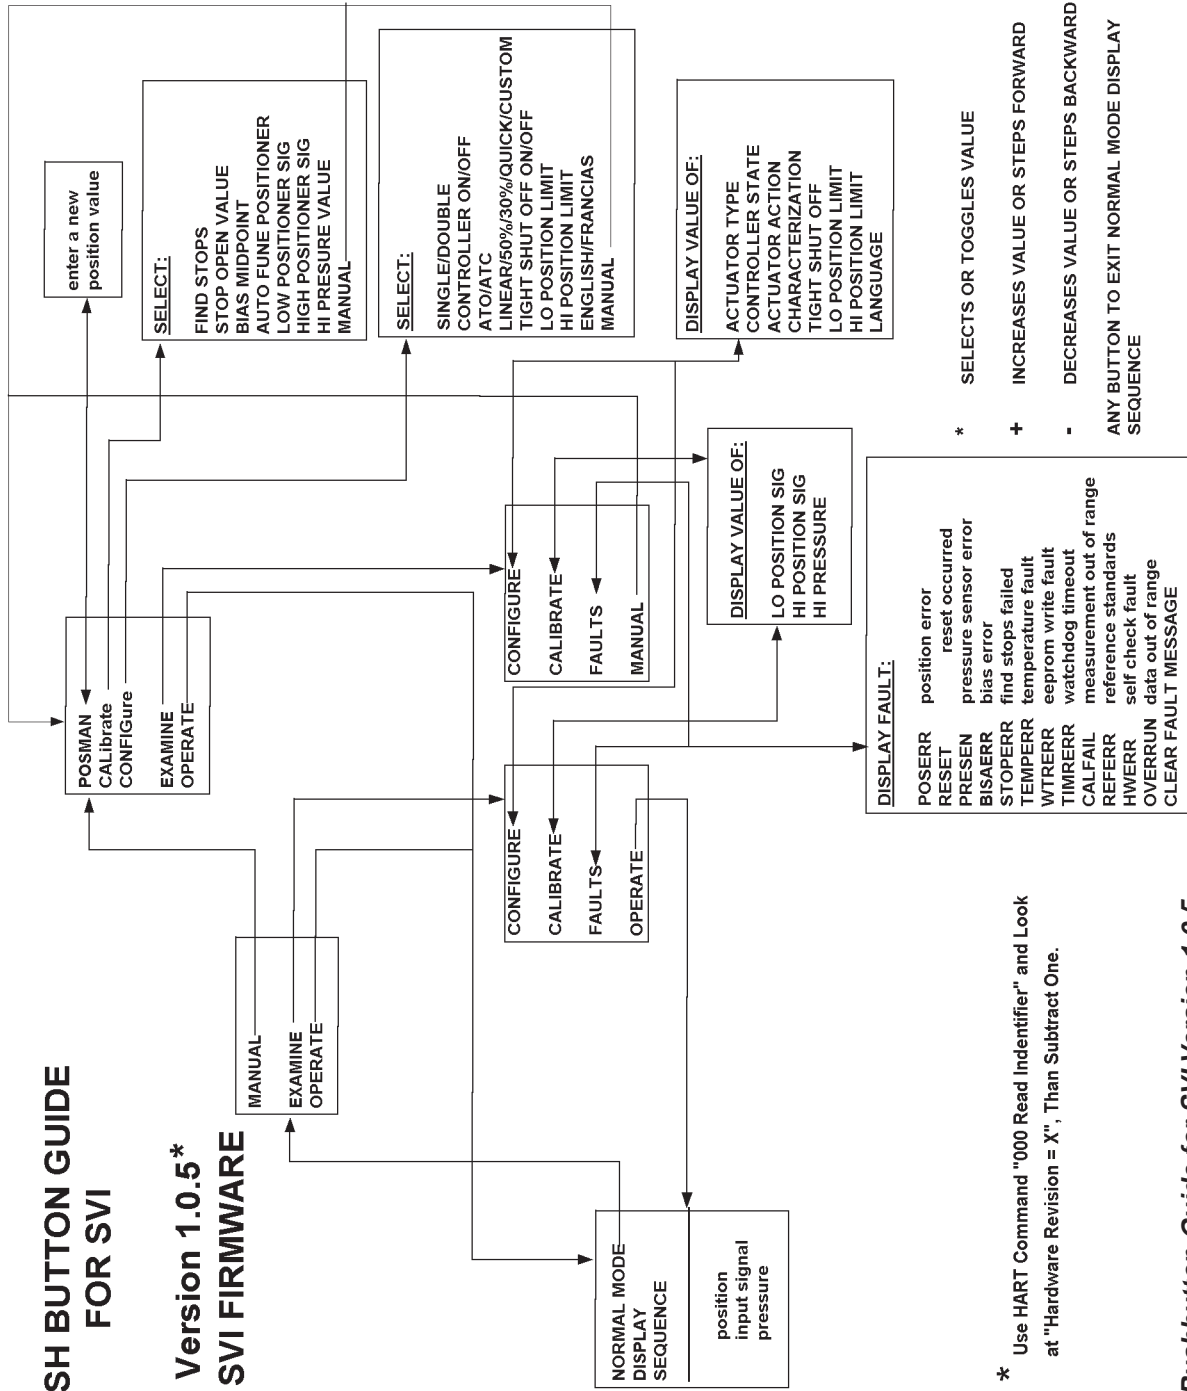 SH BUTTON GUIDE
FOR SVI
Version 1.0.5*
SVI FIRMWARE
NORMAL MODE
DISPLAY
SEQUENCE
position
input signal
pressure
MANUAL
EXAMINE
OPERATE
POSMAN
CALibrate
CONFIGure
EXAMINE
OPERATE
enter a new
position value
SELECT:
FIND STOPS
STOP OPEN VALUE
BIAS MIDPOINT
AUTO FUNE POSITIONER
LOW POSITIONER SIG
HIGH POSITIONER SIG
HI PRESURE VALUE
MANUAL
SELECT:
SINGLE/DOUBLE
CONTROLLER ON/OFF
ATO/ATC
LINEAR/50%/30%/QUICK/CUSTOM
TIGHT SHUT OFF ON/OFF
LO POSITION LIMIT
HI POSITION LIMIT
ENGLISH/FRANCIAS
MANUAL
CONFIGURE
CALIBRATE
FAULTS
OPERATE
CONFIGURE
CALIBRATE
FAULTS
MANUAL
DISPLAY VALUE OF:
ACTUATOR TYPE
CONTROLLER STATE
ACTUATOR ACTION
CHARACTERIZATION
TIGHT SHUT OFF
LO POSITION LIMIT
HI POSITION LIMIT
LANGUAGE
DISPLAY VALUE OF:
LO POSITION SIG
HI POSITION SIG
HI PRESSURE
DISPLAY FAULT:
POSERR position error
RESET reset occurred
PRESEN pressure sensor error
BISAERR bias error
STOPERR find stops failed
TEMPERR temperature fault
WTRERR eeprom write fault
TIMRERR watchdog timeout
CALFAIL measurement out of range
REFERR reference standards
HWERR self check fault
OVERRUN data out of range
CLEAR FAULT MESSAGE
* SELECTS OR TOGGLES VALUE
+ INCREASES VALUE OR STEPS FORWARD
- DECREASES VALUE OR STEPS BACKWARD
ANY BUTTON TO EXIT NORMAL MODE DISPLAY
SEQUENCE
* Use HART Command "000 Read Indentifier" and Look
at "Hardware Revision = X", Than Subtract One.
Pushbutton Guide for SVI Version 1.0.5